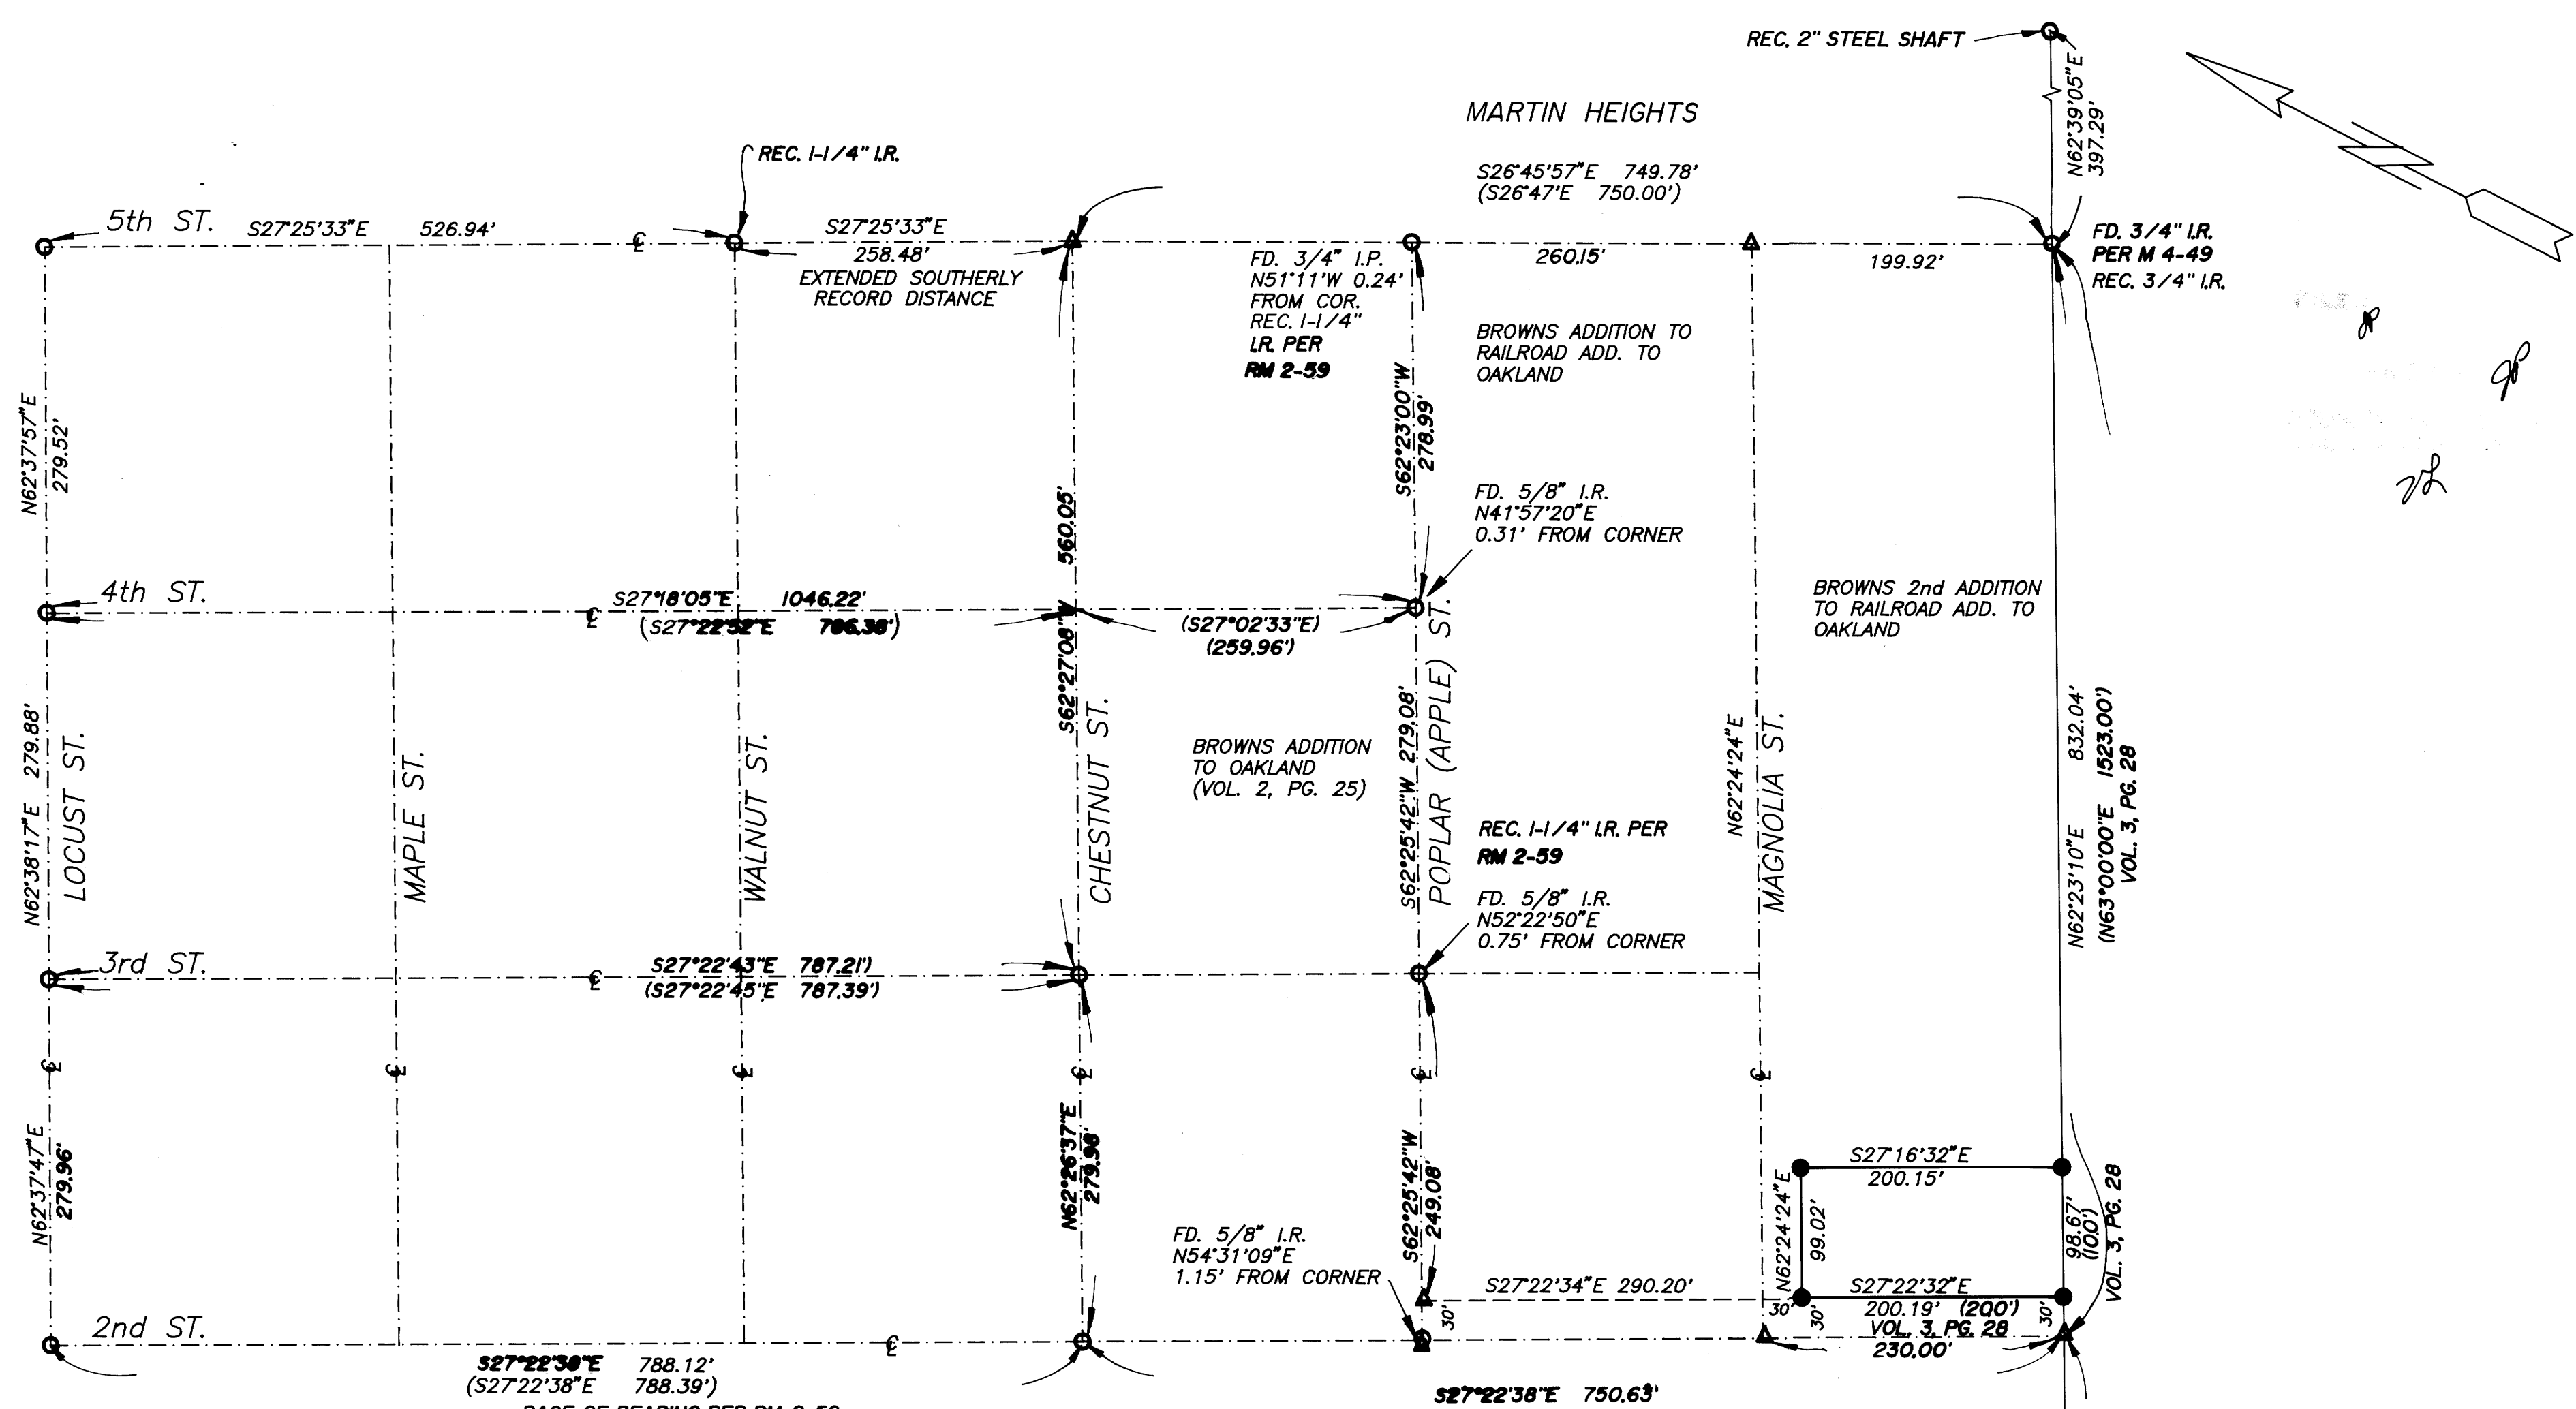 REC. 2" STEEL SHAFT
N62°39'05"E
397.29'
MARTIN HEIGHTS
REC. 1-1/4" I.R.
S26°45'57"E 749.78'
(S26°47'E 750.00')
5th ST.
S27°25'33"E 526.94'
S27°25'33"E
258.48'
EXTENDED SOUTHERLY
RECORD DISTANCE
FD. 3/4" I.P.
N51°11'W 0.24'
FROM COR.
REC. 1-1/4"
I.R. PER
RM 2-59
260.15'
199.92'
FD. 3/4" I.R.
PER M 4-49
REC. 3/4" I.R.
BROWNS ADDITION TO
RAILROAD ADD. TO
OAKLAND
N62°37'57"E
279.52'
S62°23'00"W
278.99'
560.05'
S62°27'08"W
FD. 5/8" I.R.
N41°57'20"E
0.31' FROM CORNER
4th ST.
S27°18'05"E 1046.22'
(S27°22'52"E 786.38')
(S27°02'33"E)
(259.96')
BROWNS 2nd ADDITION
TO RAILROAD ADD. TO
OAKLAND
N62°38'17"E 279.88'
LOCUST ST.
MAPLE ST.
WALNUT ST.
CHESTNUT ST.
BROWNS ADDITION
TO OAKLAND
(VOL. 2, PG. 25)
S62°25'42"W 279.08'
POPLAR (APPLE) ST.
REC. 1-1/4" I.R. PER
RM 2-59
FD. 5/8" I.R.
N52°22'50"E
0.75' FROM CORNER
N62°24'24"E
MAGNOLIA ST.
N62°23'10"E 832.04'
(N63°00'00"E 1523.00')
VOL. 3, PG. 28
3rd ST.
S27°22'43"E 787.21')
(S27°22'45"E 787.39')
N62°37'47"E
279.96'
N62°26'37"E
279.98'
S62°25'42"W
249.08'
FD. 5/8" I.R.
N54°31'09"E
1.15' FROM CORNER
S27°16'32"E
200.15'
N62°24'24"E
99.02'
98.67'
(100')
VOL. 3, PG. 28
S27°22'34"E 290.20'
S27°22'32"E
200.19' (200')
VOL. 3, PG. 28
30'
30'
30'
30'
230.00'
2nd ST.
S27°22'38"E 788.12'
(S27°22'38"E 788.39')
S27°22'38"E 750.63'